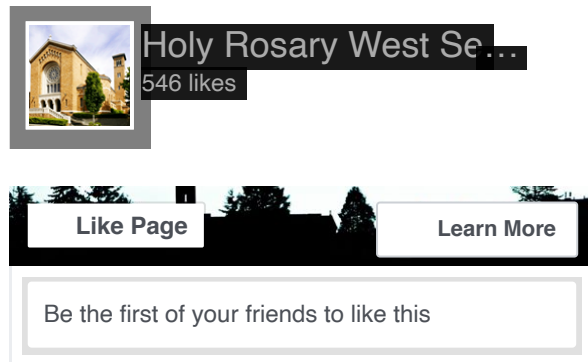 Holy Rosary West Se...
546 likes
Like Page
Learn More
Be the first of your friends to like this